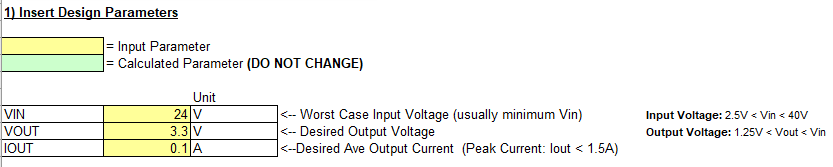 1) Insert Design Parameters
= Input Parameter
= Calculated Parameter (DO NOT CHANGE)
Unit
VIN 24 V <-- Worst Case Input Voltage (usually minimum Vin) Input Voltage: 2.5V < Vin < 40V
VOUT 3.3 V <-- Desired Output Voltage Output Voltage: 1.25V < Vout < Vin
IOUT 0.1 A <--Desired Ave Output Current (Peak Current: Iout < 1.5A)